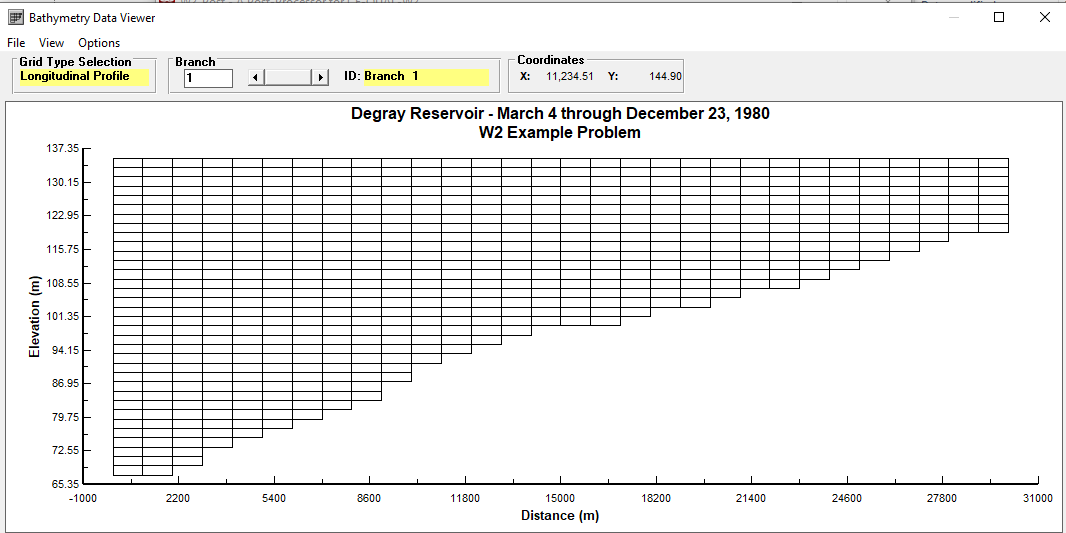 Bathymetry Data Viewer
File View Options
Grid Type Selection
Longitudinal Profile
Branch
1
ID: Branch 1
Coordinates
X: 11,234.51 Y: 144.90
Degray Reservoir - March 4 through December 23, 1980
W2 Example Problem
137.35
130.15
122.95
115.75
108.55
101.35
94.15
86.95
79.75
72.55
65.35
Elevation (m)
-1000 2200 5400 8600 11800 15000 18200 21400 24600 27800 31000
Distance (m)